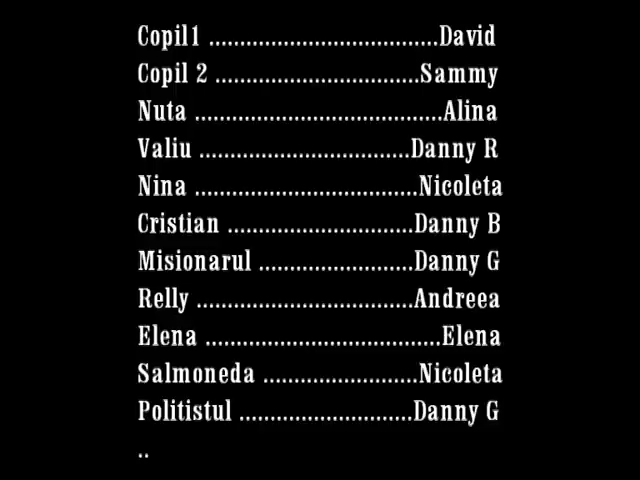 Copil1 .....................................David
Copil 2 .................................Sammy
Nuta ........................................Alina
Valiu ..................................Danny R
Nina ....................................Nicoleta
Cristian ..............................Danny B
Misionarul .........................Danny G
Relly ...................................Andreea
Elena ......................................Elena
Salmoneda .........................Nicoleta
Politistul ............................Danny G
..